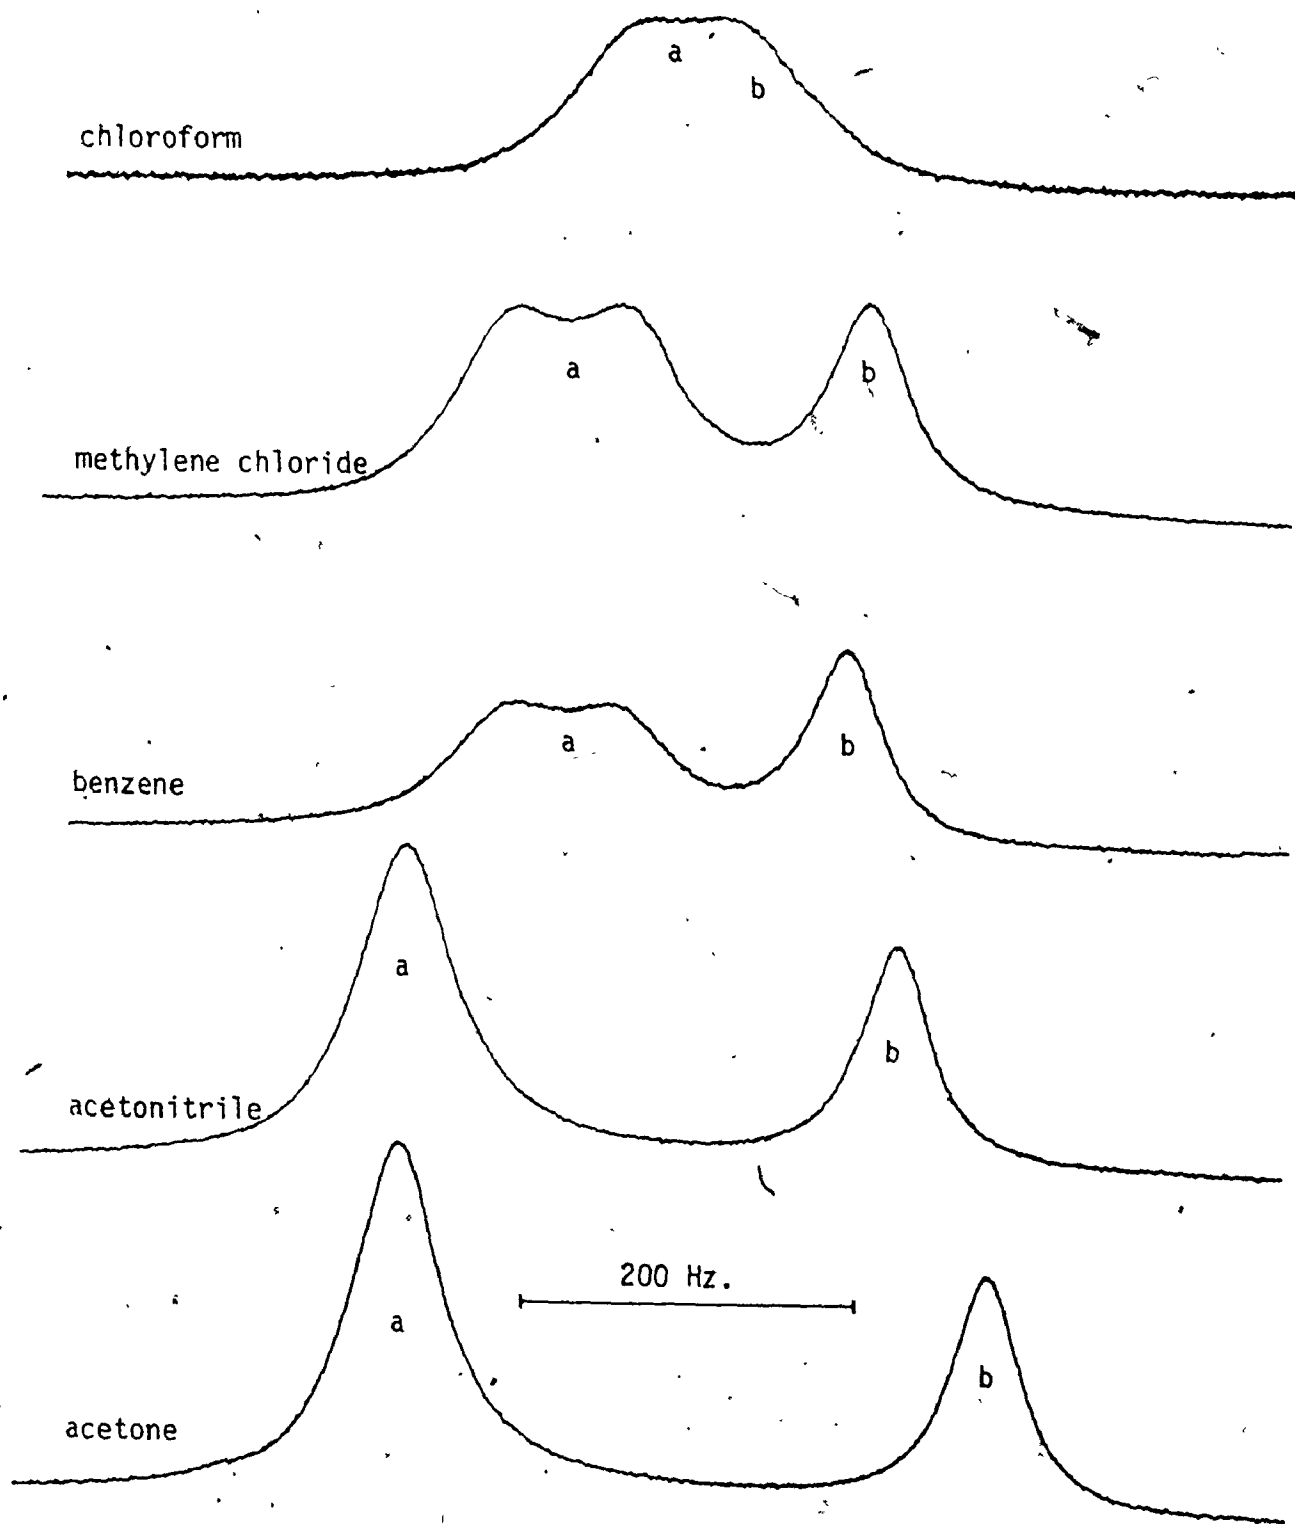 a
b
chloroform
a
b
methylene chloride
a
b
benzene
a
b
acetonitrile
200 Hz.
a
b
acetone